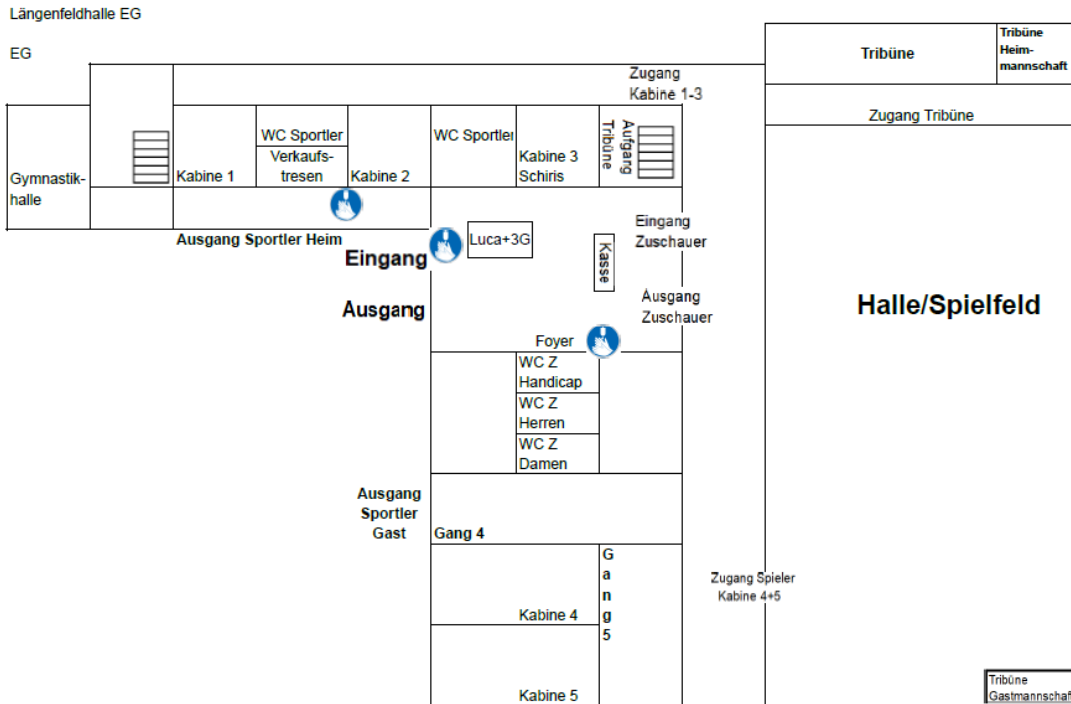 Längenfeldhalle EG
EG
Tribüne
Tribüne
Heim-
mannschaft
Zugang
Kabine 1-3
Zugang Tribüne
Gymnastik-
halle
Kabine 1
WC Sportler
Verkaufs-
tresen
Kabine 2
WC Sportler
Kabine 3
Schiris
Aufgang
Tribüne
Ausgang Sportler Heim
Eingang
Luca+3G
Kasse
Eingang
Zuschauer
Ausgang
Ausgang
Zuschauer
Halle/Spielfeld
Foyer
WC Z
Handicap
WC Z
Herren
WC Z
Damen
Ausgang
Sportler
Gast
Gang 4
G
a
n
g
5
Zugang Spieler
Kabine 4+5
Kabine 4
Kabine 5
Tribüne
Gastmannschaf